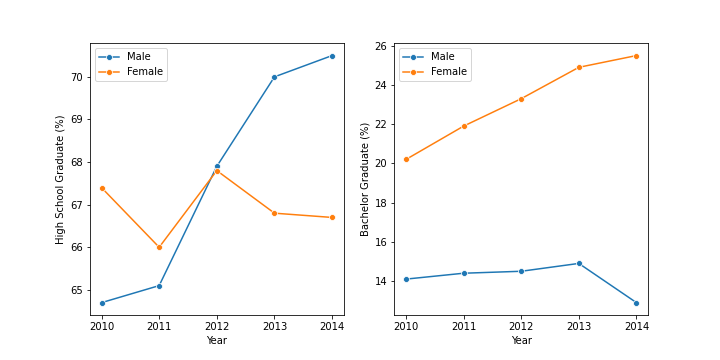 Male
Female
70
69
68
67
66
65
High School Graduate (%)
2010 2011 2012 2013 2014
Year
Male
Female
26
24
22
20
18
16
14
Bachelor Graduate (%)
2010 2011 2012 2013 2014
Year